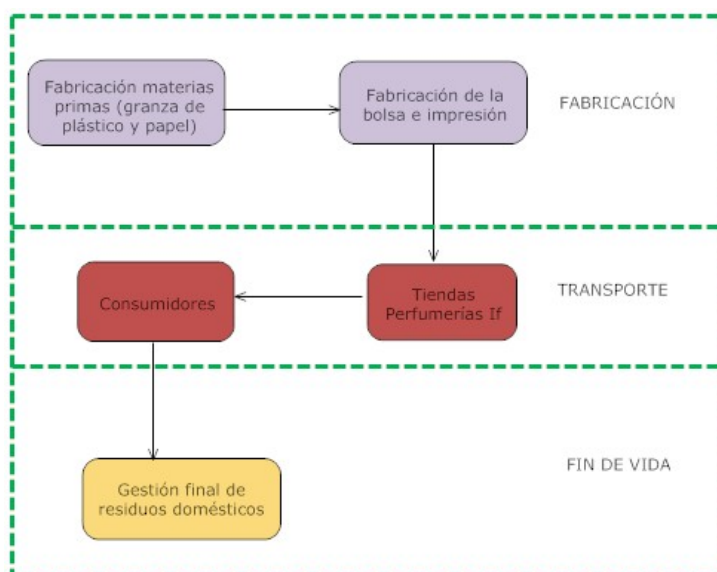 Fabricación materias
primas (granza de
plástico y papel)
Fabricación de la
bolsa e impresión
FABRICACIÓN
Consumidores
Tiendas
Perfumerías If
TRANSPORTE
FIN DE VIDA
Gestión final de
residuos domésticos